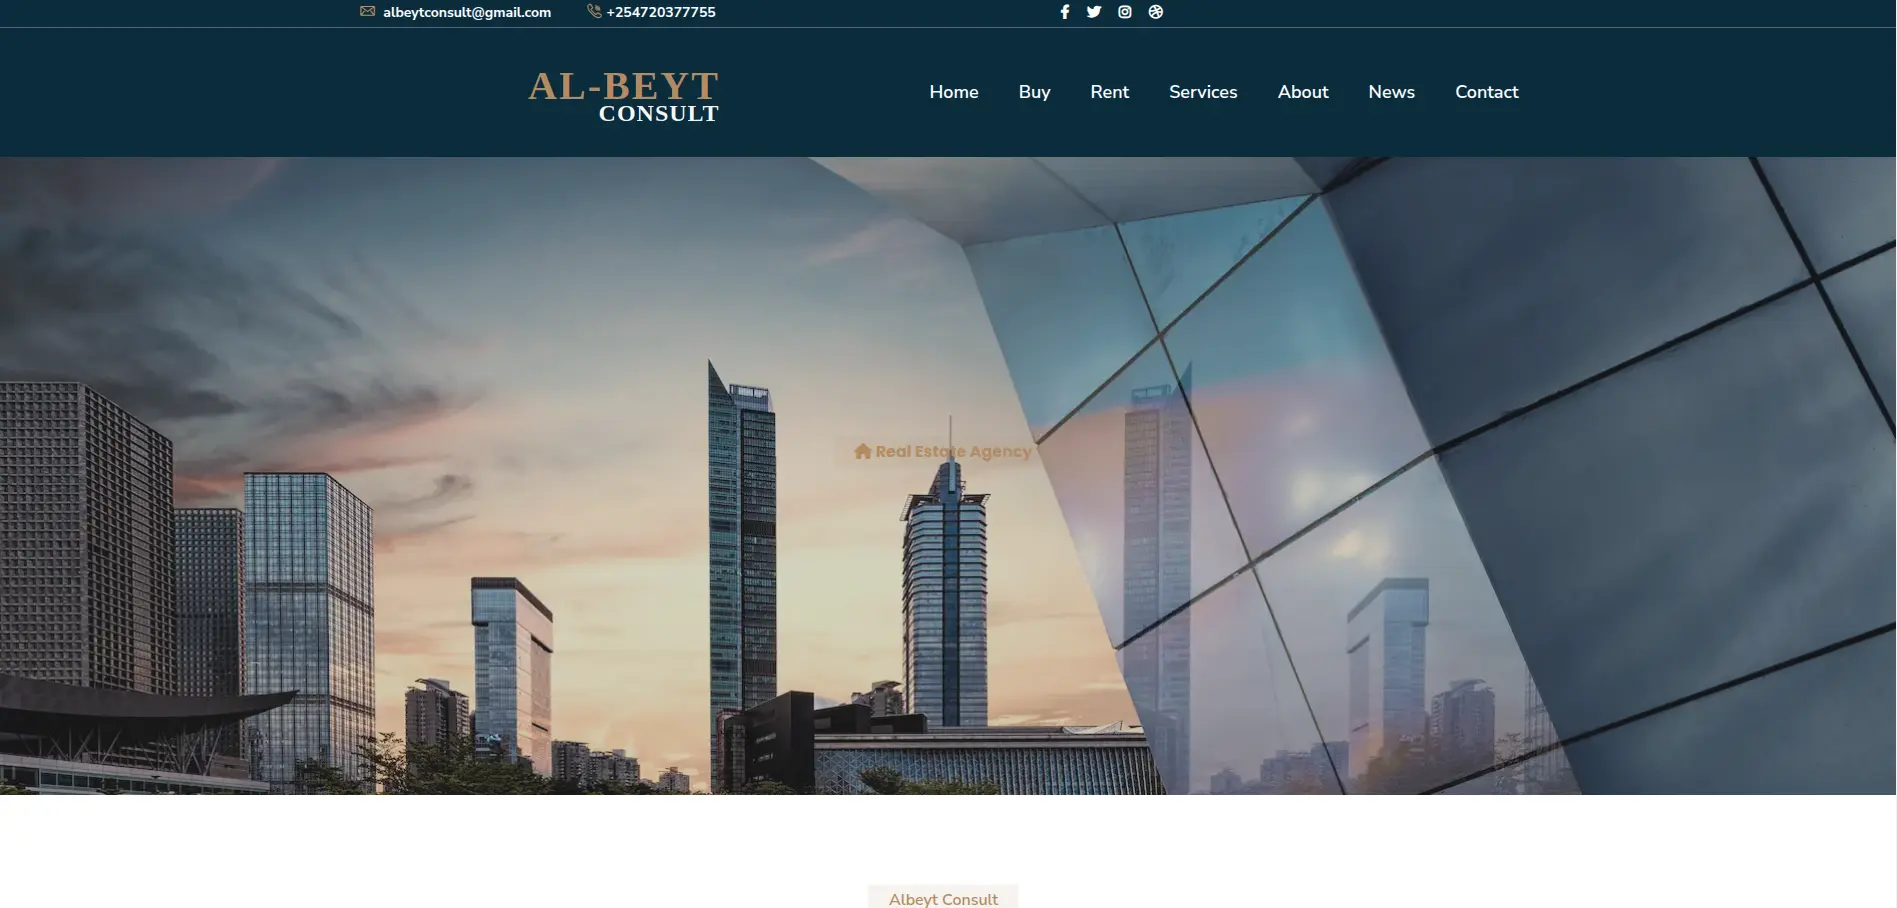 albeytconsult@gmail.com +254720377755
AL-BEYT
CONSULT
Home Buy Rent Services About News Contact
Real Estate Agency
Albeyt Consult